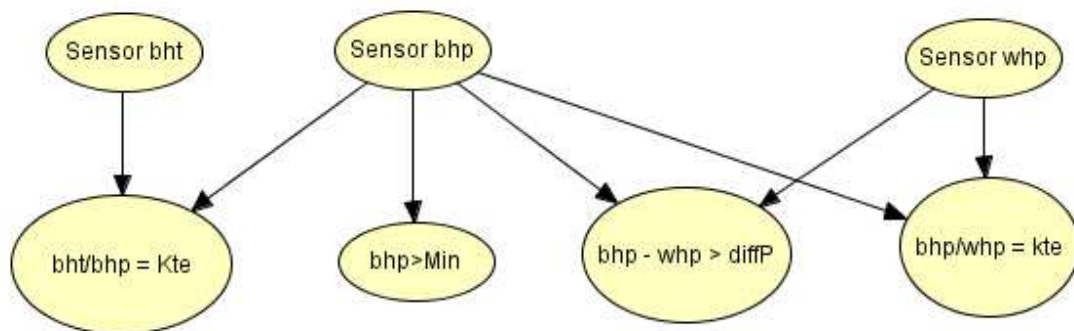 Sensor bht
Sensor bhp
Sensor whp
bht/bhp = Kte
bhp>Min
bhp - whp > diffP
bhp/whp = kte